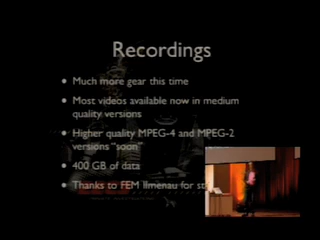 Recordings
• Much more gear this time
• Most videos available now in medium
quality versions
• Higher quality MPEG-4 and MPEG-2
versions "soon"
• 400 GB of data
• Thanks to FEM Ilmenau for